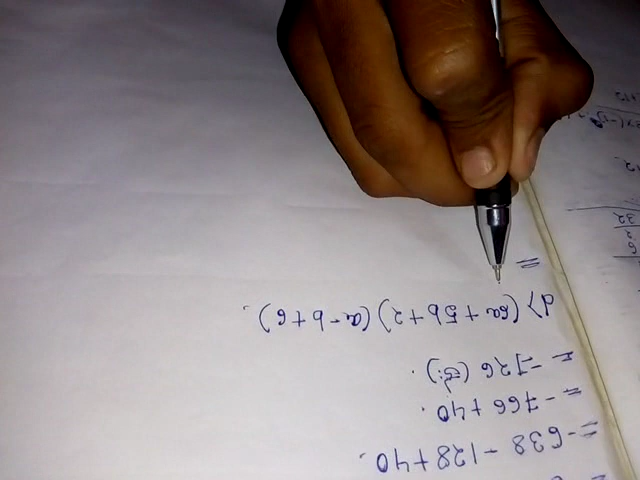 = -638 - 128 + 40.
= -766 + 40.
= -726 (উঃ).
d) (6a + 5b + 2) (a - b + 6).
=